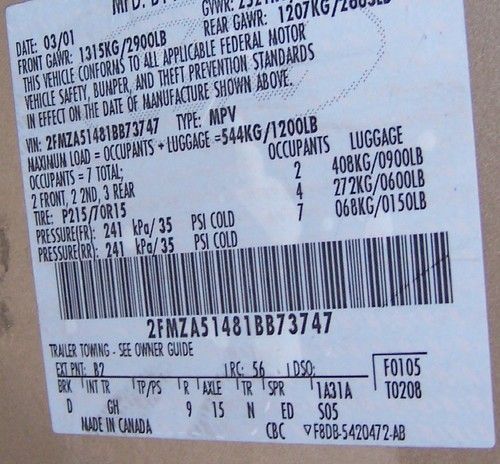 MFD. BY
GVWR: 2521K
DATE: 03/01
REAR GAWR: 1207KG/2665LB
FRONT GAWR: 1315KG/2900LB
THIS VEHICLE CONFORMS TO ALL APPLICABLE FEDERAL MOTOR
VEHICLE SAFETY, BUMPER, AND THEFT PREVENTION STANDARDS
IN EFFECT ON THE DATE OF MANUFACTURE SHOWN ABOVE.
VIN: 2FMZA51481BB73747 TYPE: MPV
MAXIMUM LOAD = OCCUPANTS + LUGGAGE =544KG/1200LB
OCCUPANTS = 7 TOTAL; OCCUPANTS LUGGAGE
2 FRONT, 2 2ND, 3 REAR 2 408KG/0900LB
TIRE: P215/70R15 4 272KG/0600LB
PRESSURE(FR): 241 kPa/35 PSI COLD 7 068KG/0150LB
PRESSURE(RR): 241 kPa/35 PSI COLD
2FMZA51481BB73747
TRAILER TOWING - SEE OWNER GUIDE
EXT PNT: B2 RC: 56 DSO: F0105
BRK INT TR TP/PS R AXLE TR SPR 1A31A T0208
D GH 9 15 N ED S05
MADE IN CANADA CBC ▽F8DB-5420472-AB